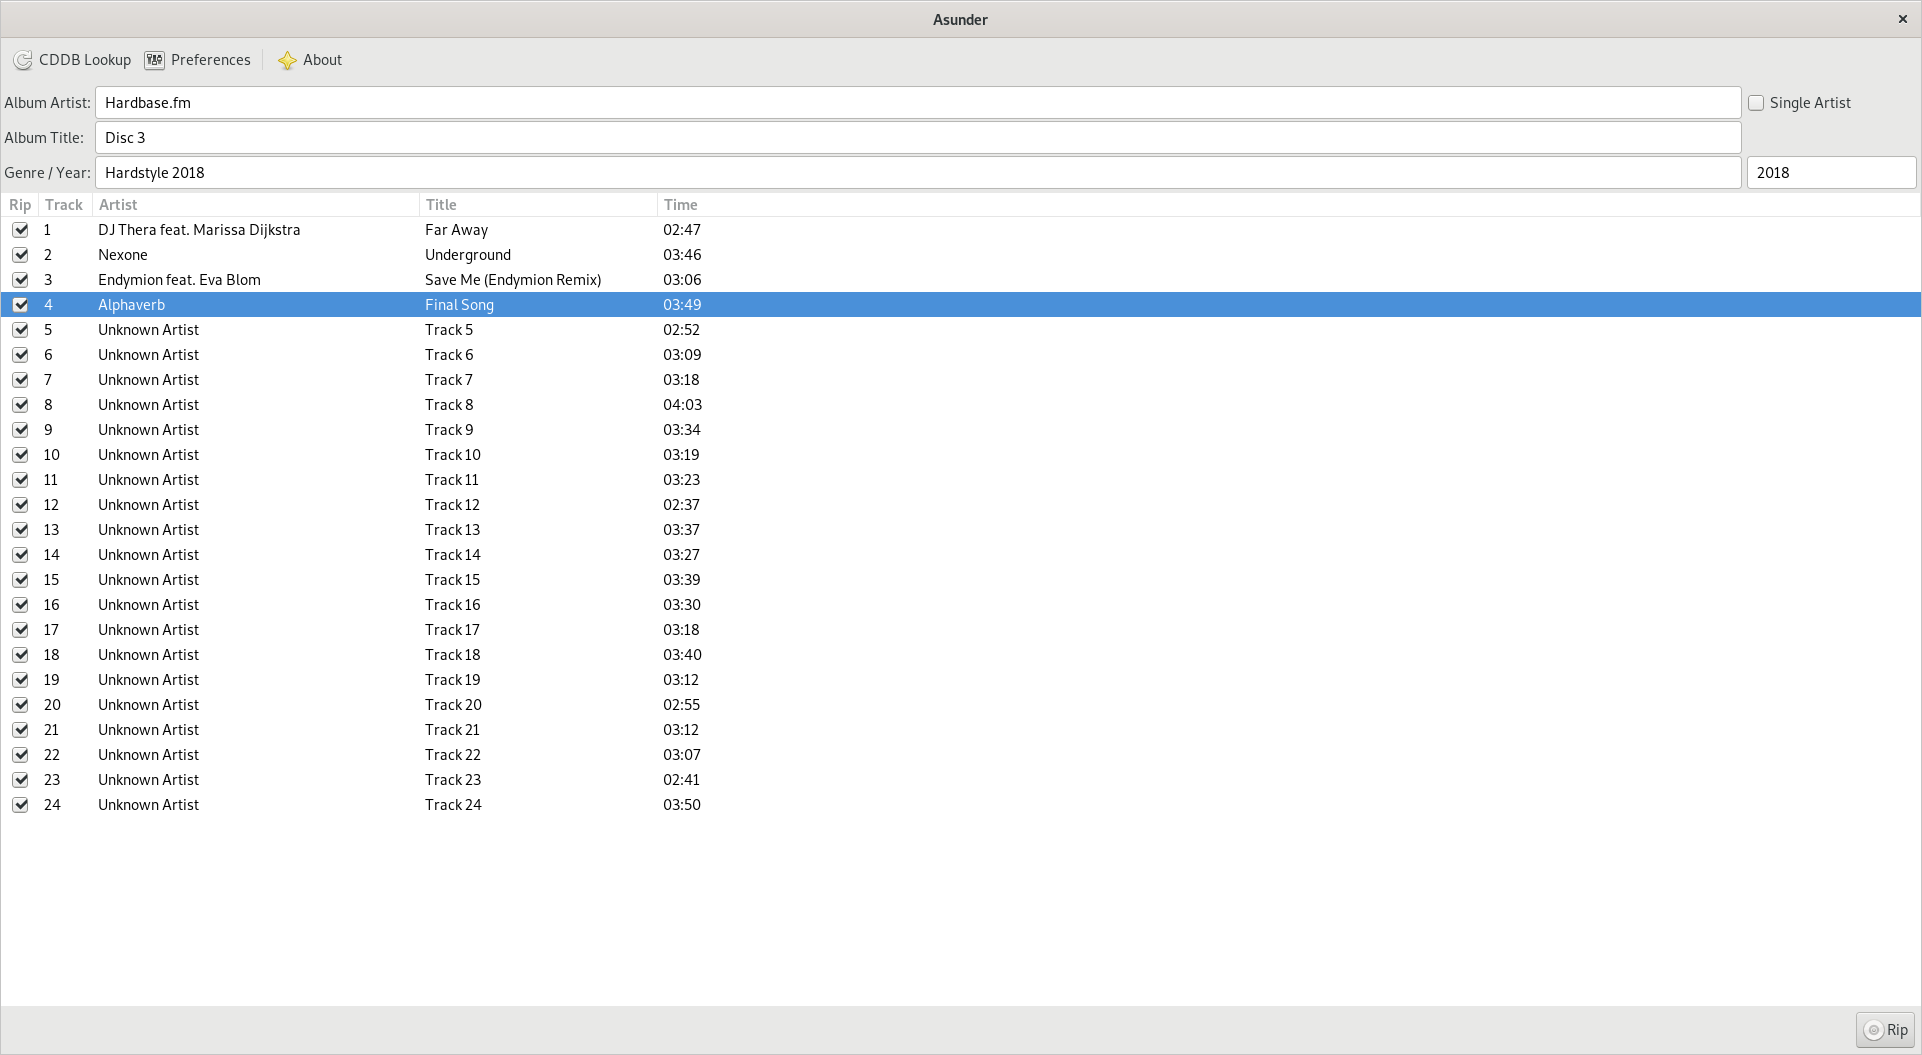 Asunder
CDDB Lookup Preferences About
Album Artist: Hardbase.fm Single Artist
Album Title: Disc 3
Genre / Year: Hardstyle 2018 2018
Rip Track Artist Title Time
1 DJ Thera feat. Marissa Dijkstra Far Away 02:47
2 Nexone Underground 03:46
3 Endymion feat. Eva Blom Save Me (Endymion Remix) 03:06
4 Alphaverb Final Song 03:49
5 Unknown Artist Track 5 02:52
6 Unknown Artist Track 6 03:09
7 Unknown Artist Track 7 03:18
8 Unknown Artist Track 8 04:03
9 Unknown Artist Track 9 03:34
10 Unknown Artist Track 10 03:19
11 Unknown Artist Track 11 03:23
12 Unknown Artist Track 12 02:37
13 Unknown Artist Track 13 03:37
14 Unknown Artist Track 14 03:27
15 Unknown Artist Track 15 03:39
16 Unknown Artist Track 16 03:30
17 Unknown Artist Track 17 03:18
18 Unknown Artist Track 18 03:40
19 Unknown Artist Track 19 03:12
20 Unknown Artist Track 20 02:55
21 Unknown Artist Track 21 03:12
22 Unknown Artist Track 22 03:07
23 Unknown Artist Track 23 02:41
24 Unknown Artist Track 24 03:50
Rip